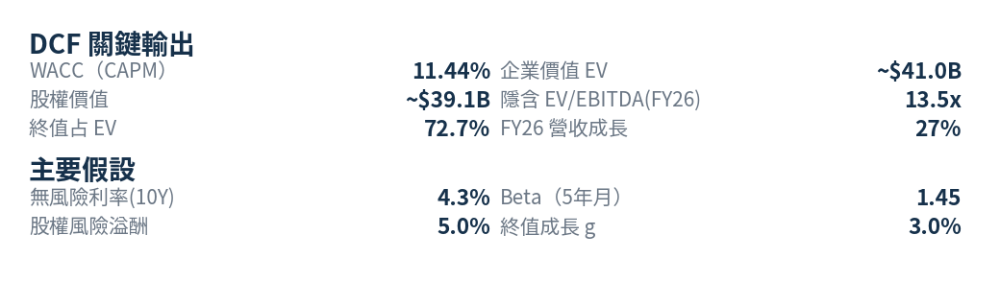 DCF 關鍵輸出
WACC（CAPM） 11.44% 企業價值 EV ~$41.0B
股權價值 ~$39.1B 隱含 EV/EBITDA(FY26) 13.5x
終值占 EV 72.7% FY26 營收成長 27%
主要假設
無風險利率(10Y) 4.3% Beta（5年月） 1.45
股權風險溢酬 5.0% 終值成長 g 3.0%